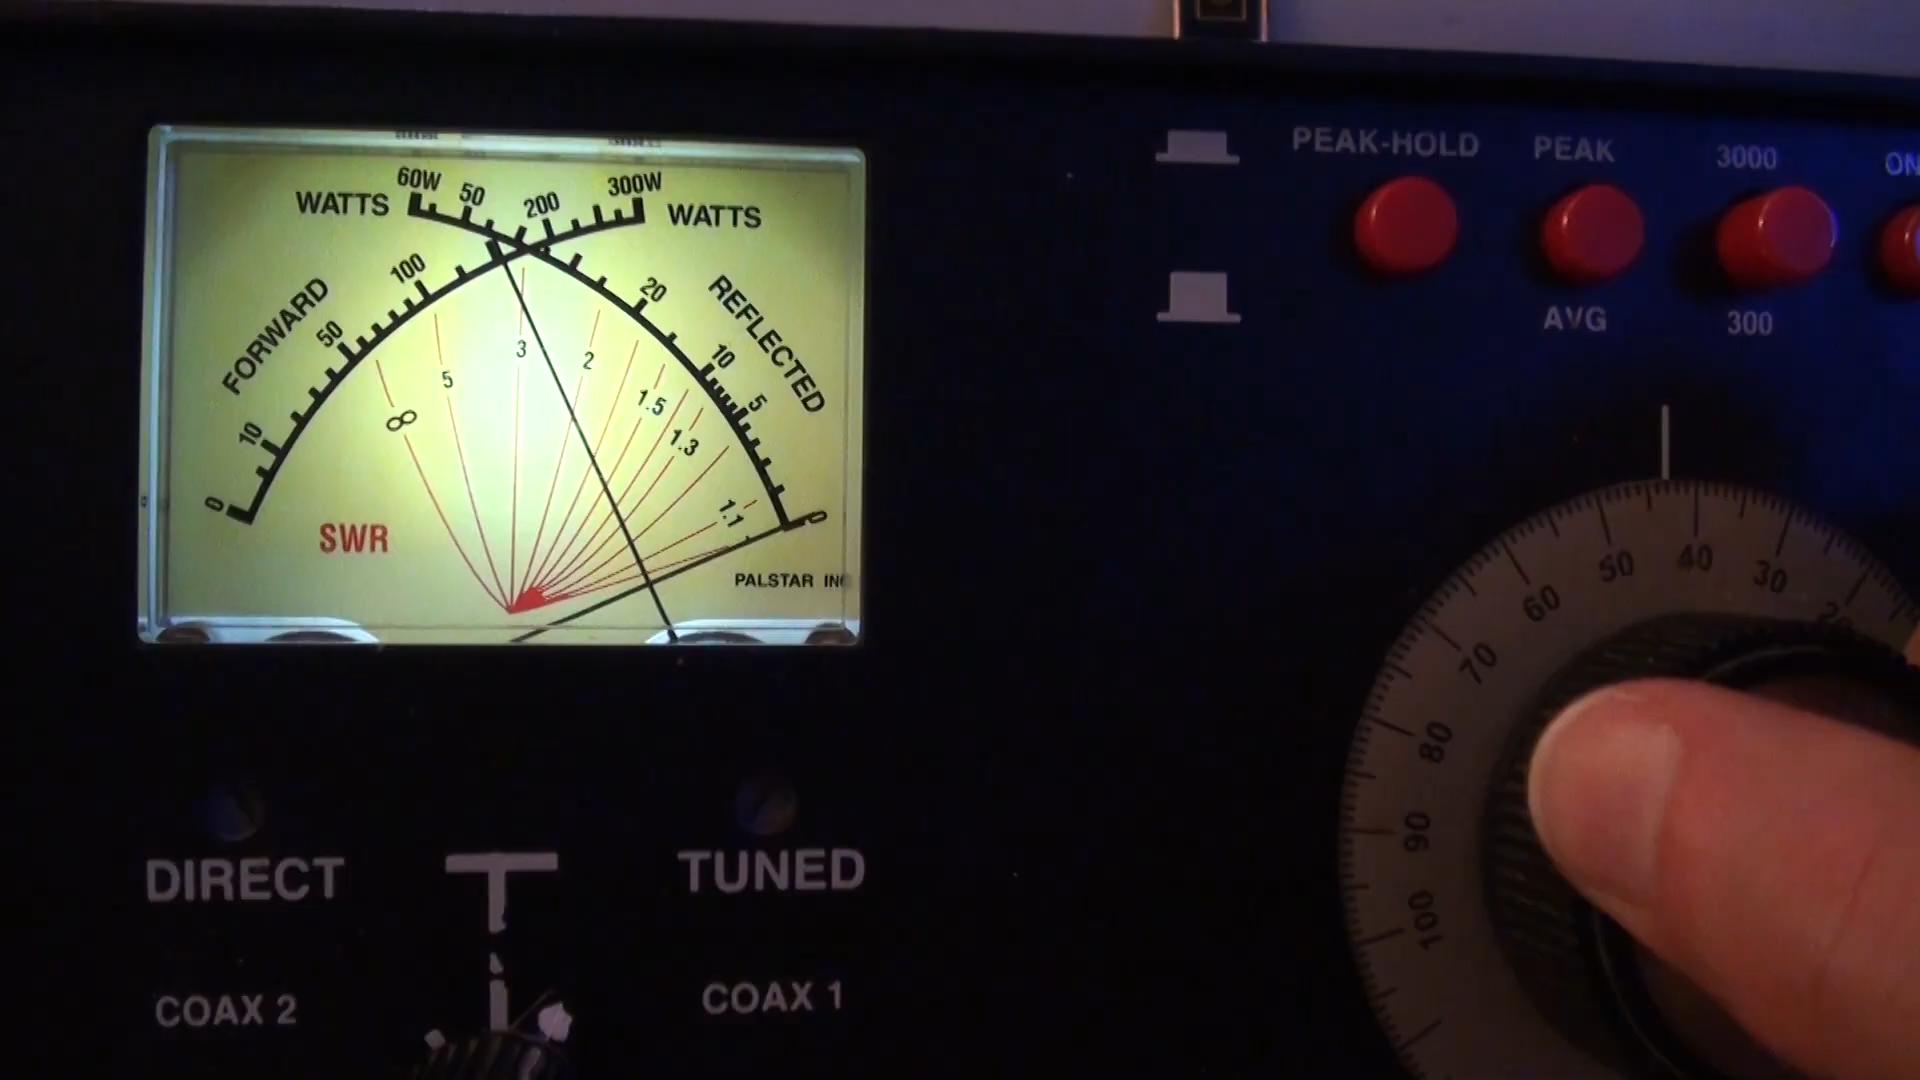 60W 50 200 300W
WATTS WATTS
100 20
FORWARD REFLECTED
50 3 2 10
5 1.5 5
∞ 1.3
10
0 1.1 0
SWR
PALSTAR INC
PEAK-HOLD PEAK 3000 ON
AVG 300
50 40 30
60 20
70
80
90
100
DIRECT TUNED
COAX 2 COAX 1